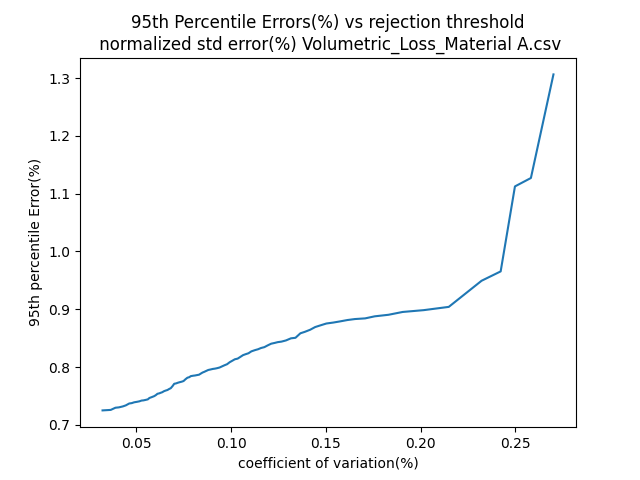 95th Percentile Errors(%) vs rejection threshold
normalized std error(%) Volumetric_Loss_Material A.csv
1.3
1.2
1.1
1.0
0.9
0.8
0.7
95th percentile Error(%)
0.05 0.10 0.15 0.20 0.25
coefficient of variation(%)